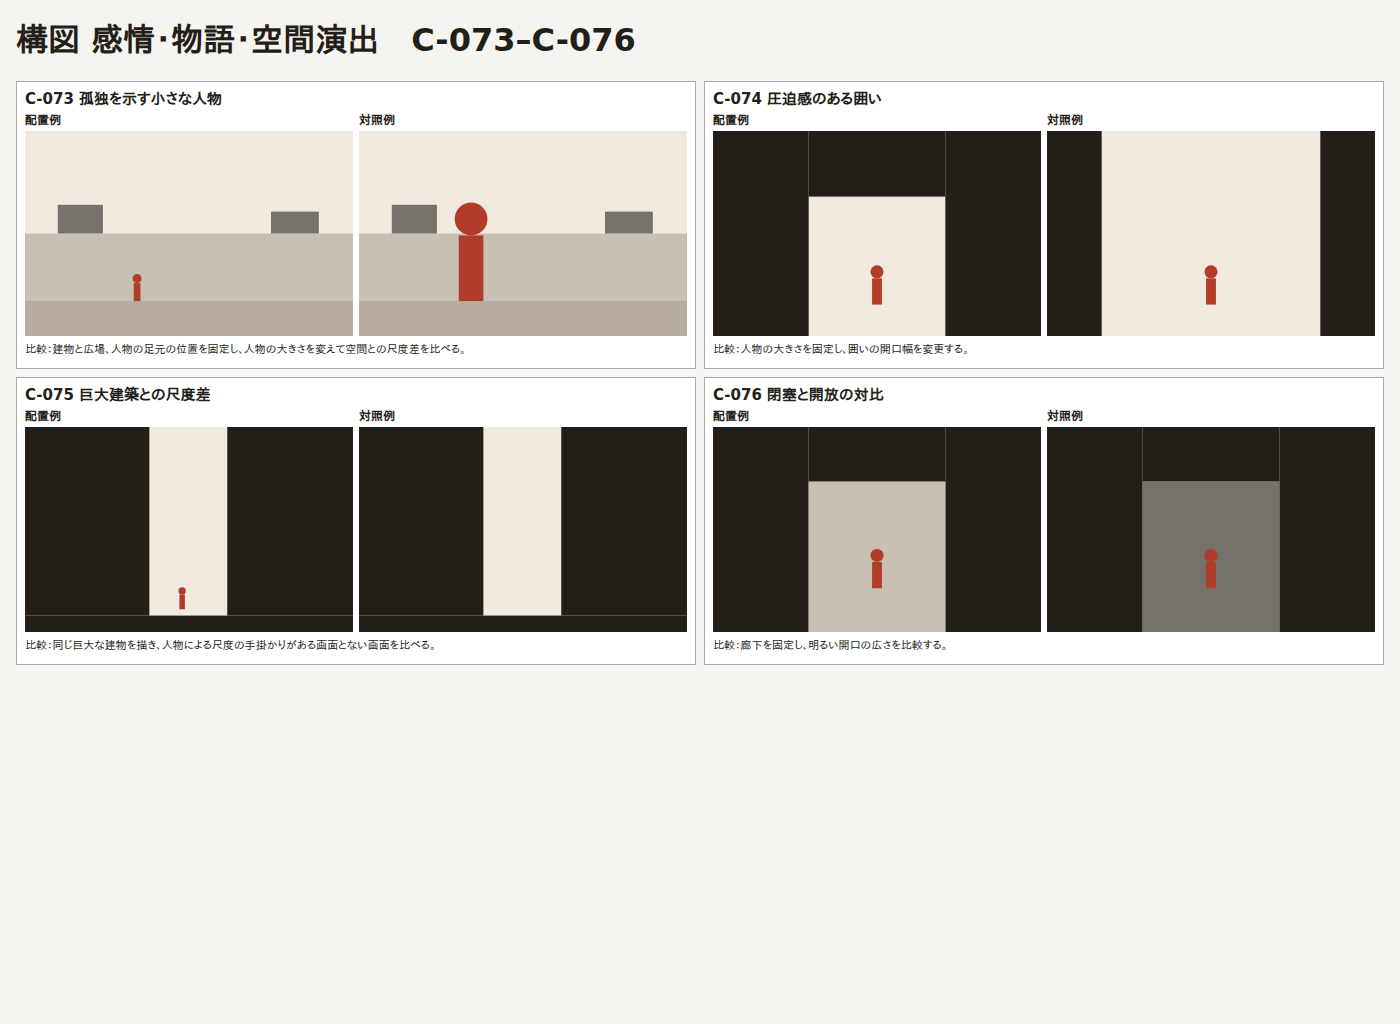 構図 感情・物語・空間演出　C-073–C-076
C-073 孤独を示す小さな人物
配置例
対照例
比較：建物と広場、人物の足元の位置を固定し、人物の大きさを変えて空間との尺度差を比べる。
C-074 圧迫感のある囲い
配置例
対照例
比較：人物の大きさを固定し、囲いの開口幅を変更する。
C-075 巨大建築との尺度差
配置例
対照例
比較：同じ巨大な建物を描き、人物による尺度の手掛かりがある画面とない画面を比べる。
C-076 閉塞と開放の対比
配置例
対照例
比較：廊下を固定し、明るい開口の広さを比較する。